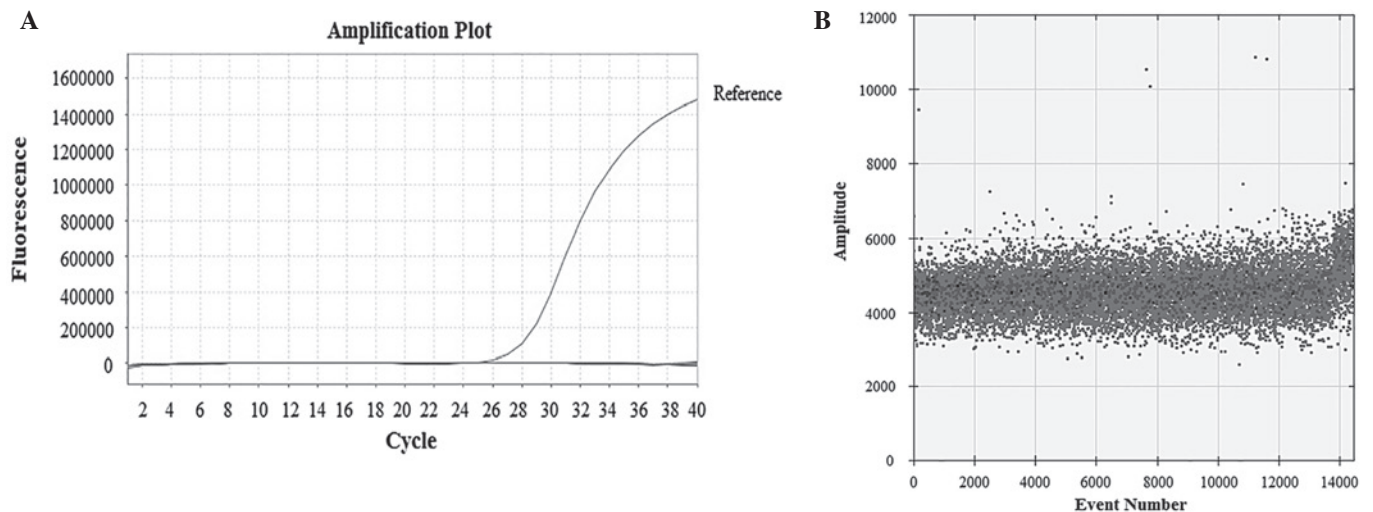 A
Amplification Plot
Fluorescence
1600000
1400000
1200000
1000000
800000
600000
400000
200000
0
2 4 6 8 10 12 14 16 18 20 22 24 26 28 30 32 34 36 38 40
Cycle
Reference
B
Amplitude
12000
10000
8000
6000
4000
2000
0
0 2000 4000 6000 8000 10000 12000 14000
Event Number